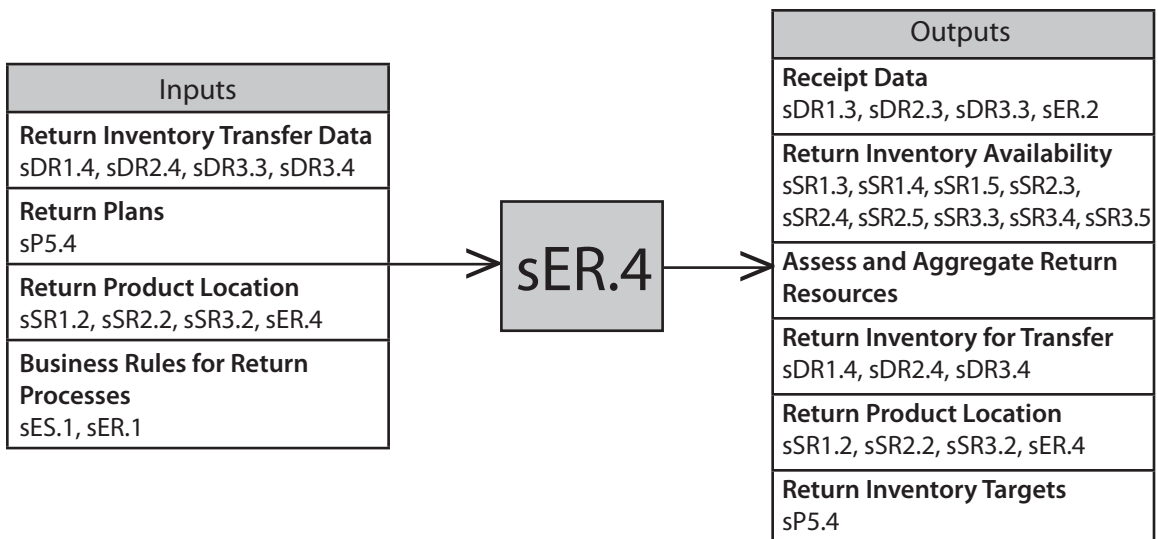 Inputs
Return Inventory Transfer Data
sDR1.4, sDR2.4, sDR3.3, sDR3.4
Return Plans
sP5.4
Return Product Location
sSR1.2, sSR2.2, sSR3.2, sER.4
Business Rules for Return
Processes
sES.1, sER.1
sER.4
Outputs
Receipt Data
sDR1.3, sDR2.3, sDR3.3, sER.2
Return Inventory Availability
sSR1.3, sSR1.4, sSR1.5, sSR2.3,
sSR2.4, sSR2.5, sSR3.3, sSR3.4, sSR3.5
Assess and Aggregate Return
Resources
Return Inventory for Transfer
sDR1.4, sDR2.4, sDR3.4
Return Product Location
sSR1.2, sSR2.2, sSR3.2, sER.4
Return Inventory Targets
sP5.4